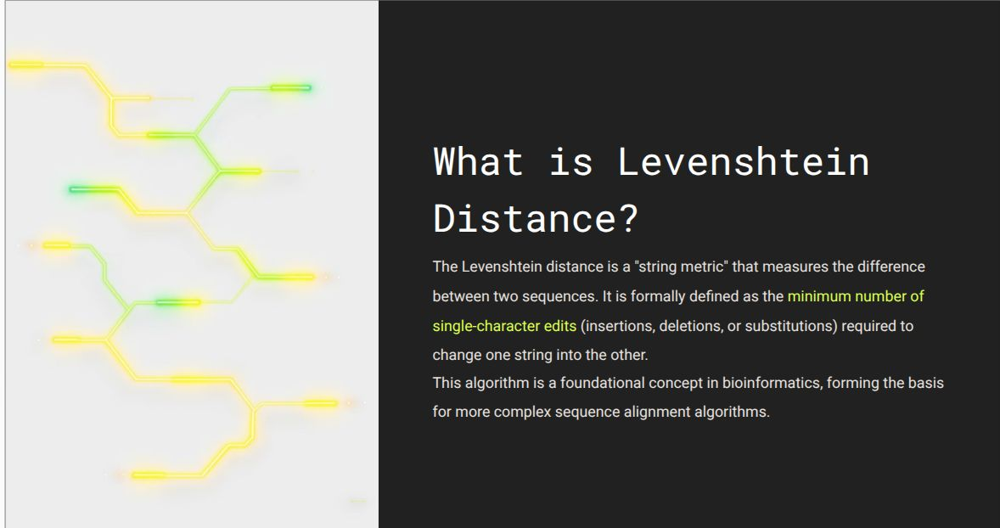 What is Levenshtein
Distance?
The Levenshtein distance is a "string metric" that measures the difference
between two sequences. It is formally defined as the minimum number of
single-character edits (insertions, deletions, or substitutions) required to
change one string into the other.
This algorithm is a foundational concept in bioinformatics, forming the basis
for more complex sequence alignment algorithms.